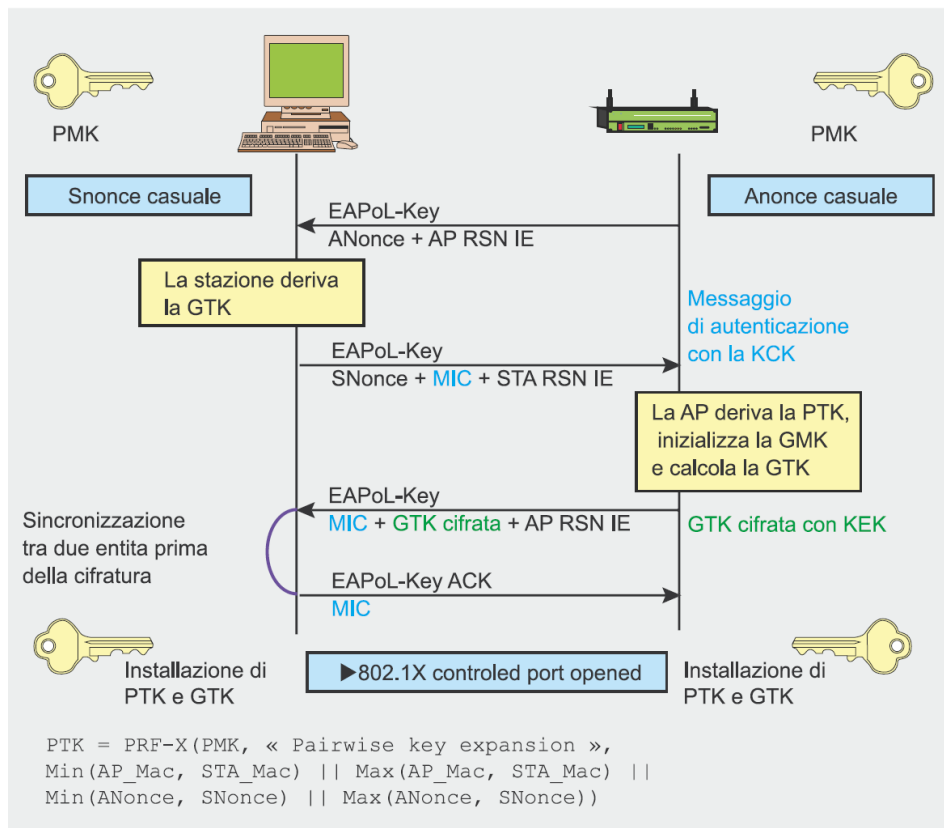 PMK
PMK
Snonce casuale
Anonce casuale
EAPoL-Key
ANonce + AP RSN IE
La stazione deriva
la GTK
Messaggio
di autenticazione
con la KCK
EAPoL-Key
SNonce + MIC + STA RSN IE
La AP deriva la PTK,
inizializza la GMK
e calcola la GTK
EAPoL-Key
MIC + GTK cifrata + AP RSN IE
GTK cifrata con KEK
Sincronizzazione
tra due entita prima
della cifratura
EAPoL-Key ACK
MIC
Installazione di
PTK e GTK
▶802.1X controled port opened
Installazione di
PTK e GTK
PTK = PRF-X(PMK, « Pairwise key expansion »,
Min(AP_Mac, STA_Mac) || Max(AP_Mac, STA_Mac) ||
Min(ANonce, SNonce) || Max(ANonce, SNonce))